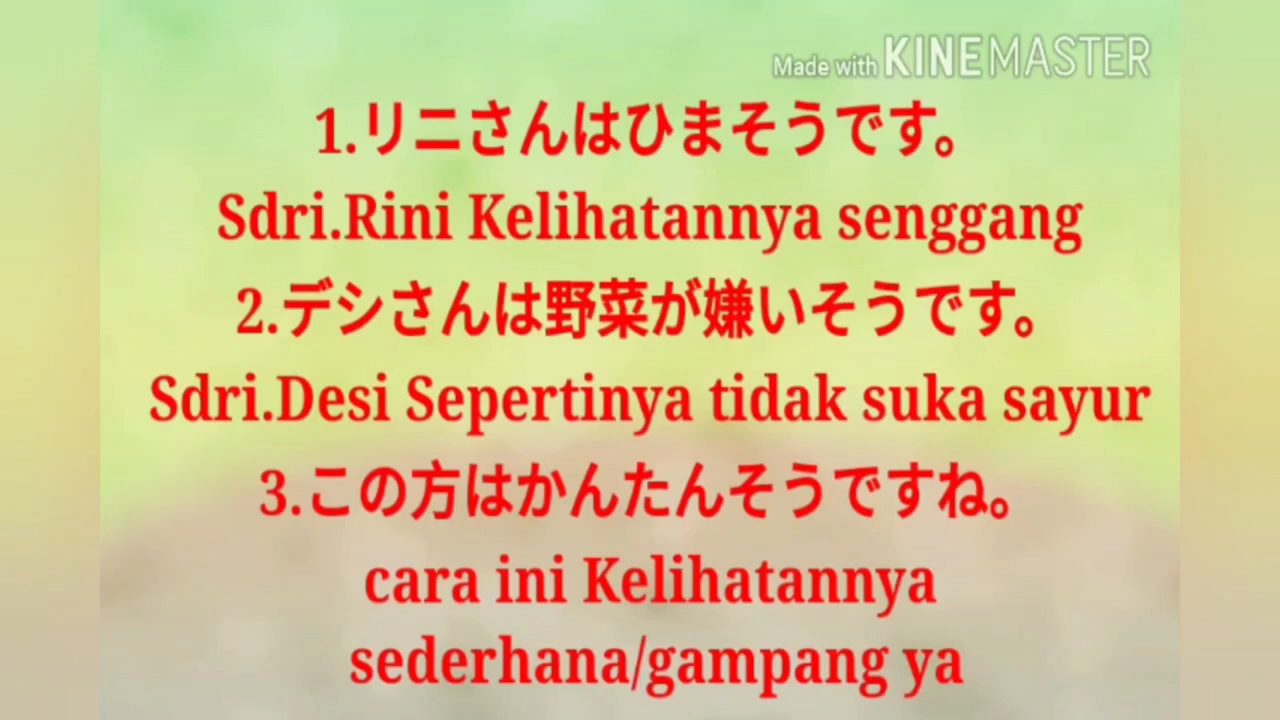 Made with KINEMASTER
1.リニさんはひまそうです。
Sdri.Rini Kelihatannya senggang
2.デシさんは野菜が嫌いそうです。
Sdri.Desi Sepertinya tidak suka sayur
3.この方はかんたんそうですね。
cara ini Kelihatannya
sederhana/gampang ya